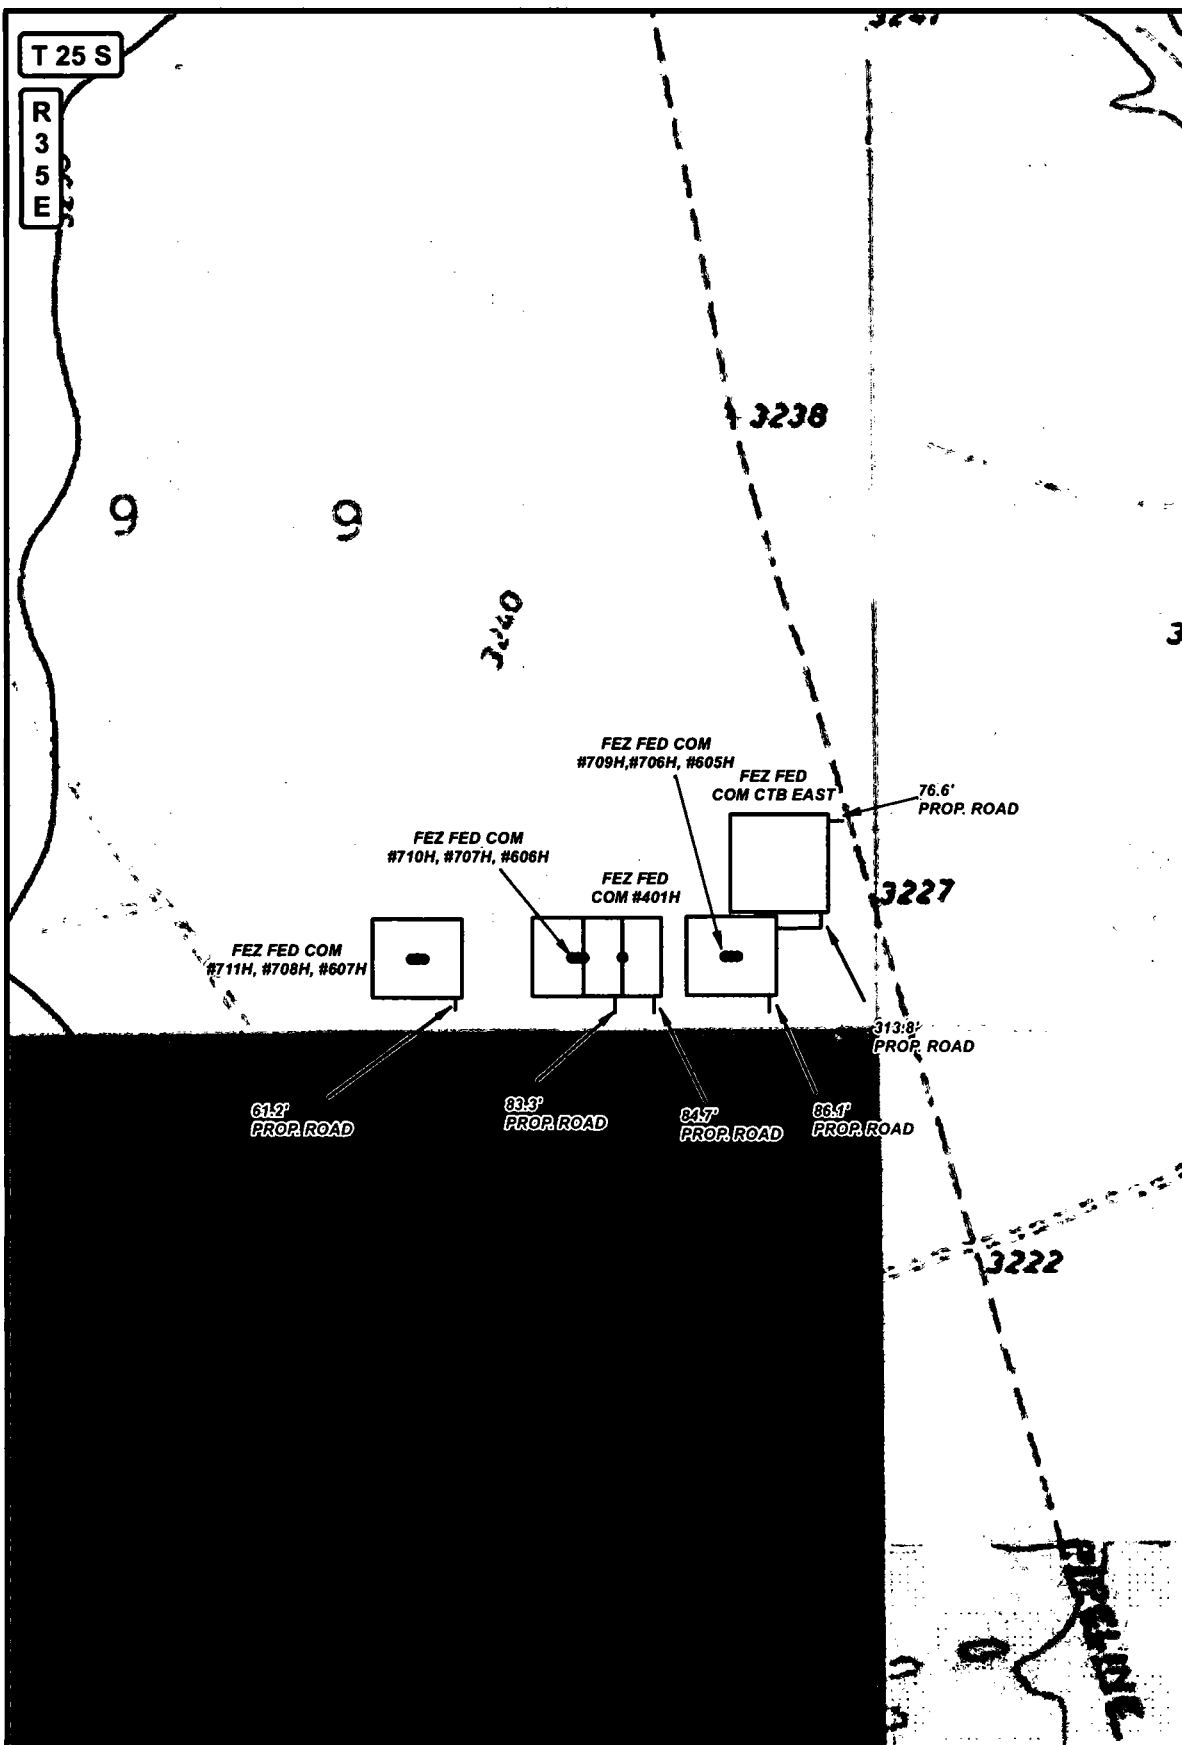 3241
T 25 S
R
3
5
E
3238
9 9
3240
FEZ FED COM
#709H,#706H, #605H
FEZ FED
COM CTB EAST
76.6'
PROP. ROAD
FEZ FED COM
#710H, #707H, #606H
FEZ FED
COM #401H
3227
FEZ FED COM
#711H, #708H, #607H
313.8'
PROP. ROAD
61.2'
PROP. ROAD
83.3'
PROP. ROAD
84.7'
PROP. ROAD
86.1'
PROP. ROAD
3222
PIPELINE